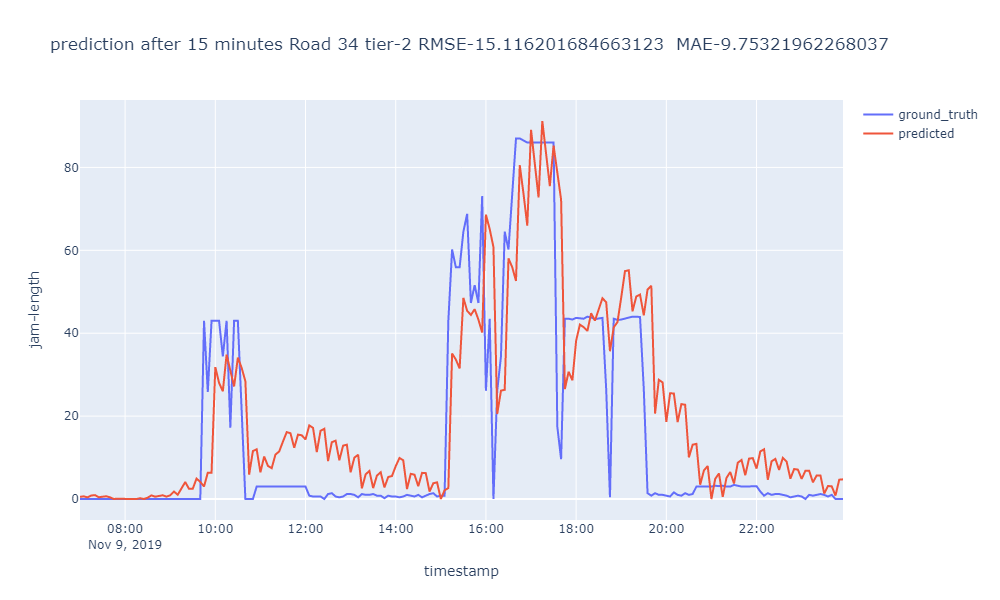 prediction after 15 minutes Road 34 tier-2 RMSE-15.116201684663123  MAE-9.75321962268037
ground_truth
predicted
80
60
40
20
0
jam-length
08:00 10:00 12:00 14:00 16:00 18:00 20:00 22:00
Nov 9, 2019
timestamp